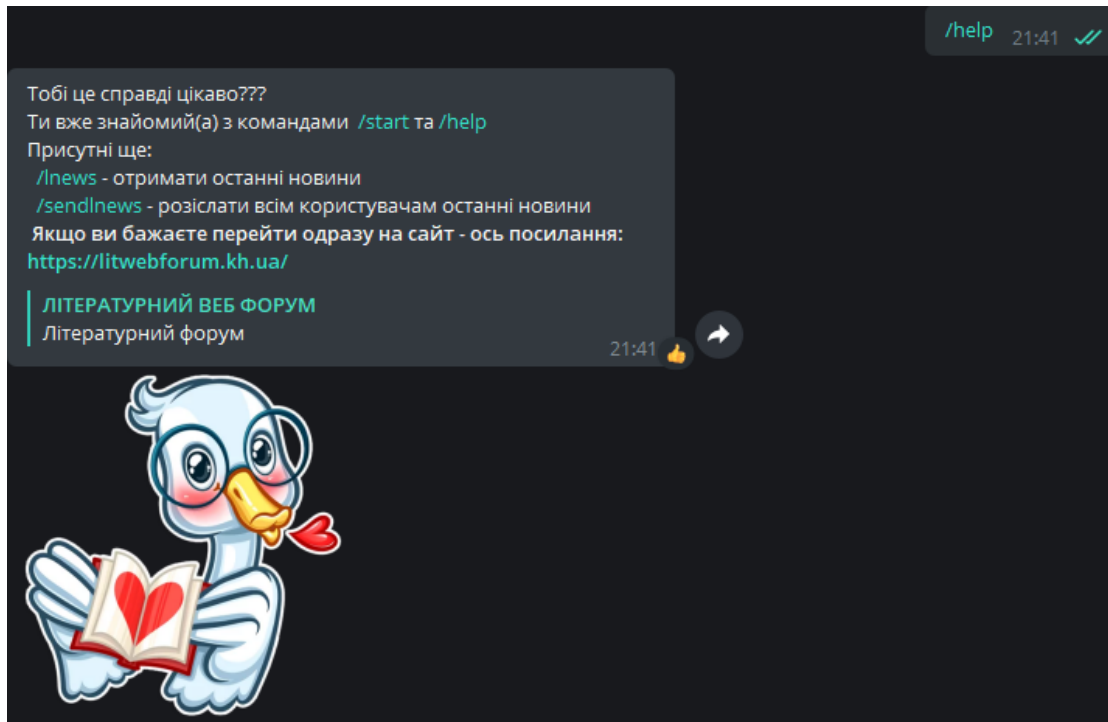 /help 21:41
Тобі це справді цікаво???
Ти вже знайомий(а) з командами /start та /help
Присутні ще:
/lnews - отримати останні новини
/sendlnews - розіслати всім користувачам останні новини
Якщо ви бажаєте перейти одразу на сайт - ось посилання:
https://litwebforum.kh.ua/
ЛІТЕРАТУРНИЙ ВЕБ ФОРУМ
Літературний форум
21:41